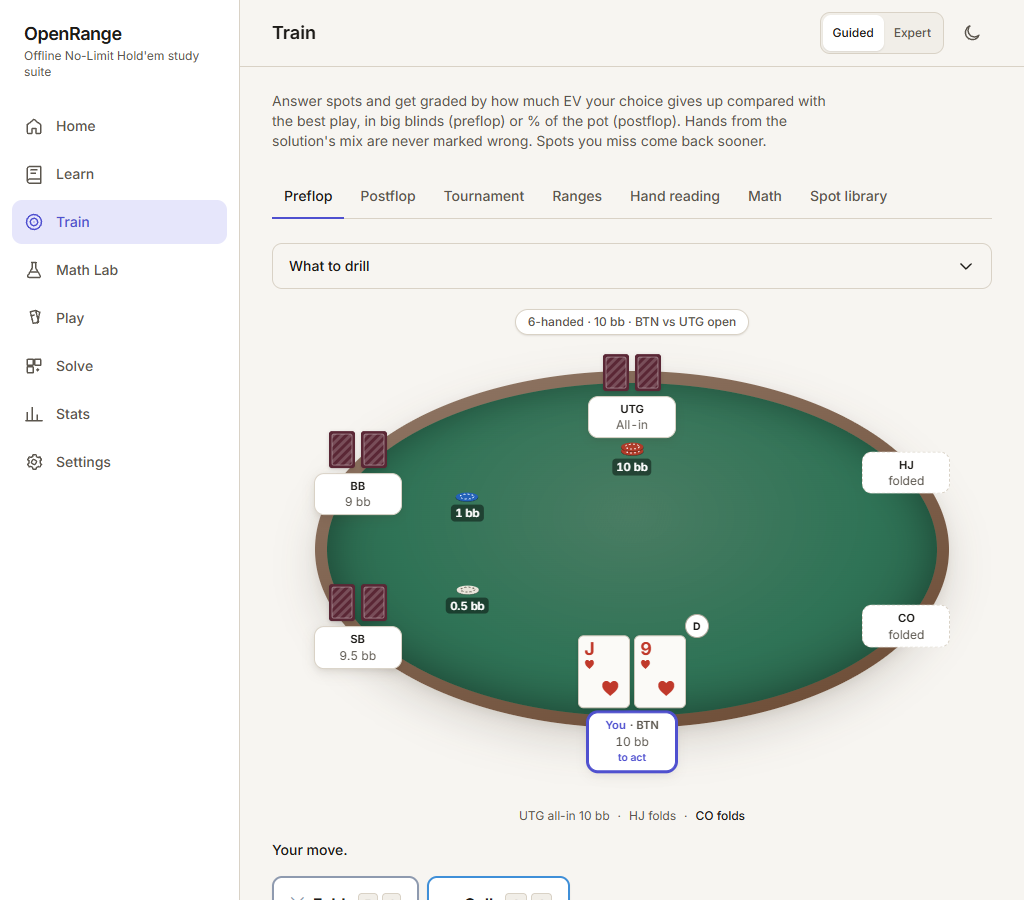 OpenRange
Offline No-Limit Hold'em study
suite
Home
Learn
Train
Math Lab
Play
Solve
Stats
Settings
Train
Guided
Expert
Answer spots and get graded by how much EV your choice gives up compared with
the best play, in big blinds (preflop) or % of the pot (postflop). Hands from the
solution's mix are never marked wrong. Spots you miss come back sooner.
Preflop
Postflop
Tournament
Ranges
Hand reading
Math
Spot library
What to drill
6-handed · 10 bb · BTN vs UTG open
UTG
All-in
10 bb
HJ
folded
BB
9 bb
1 bb
0.5 bb
SB
9.5 bb
CO
folded
D
J
9
You · BTN
10 bb
to act
UTG all-in 10 bb · HJ folds · CO folds
Your move.